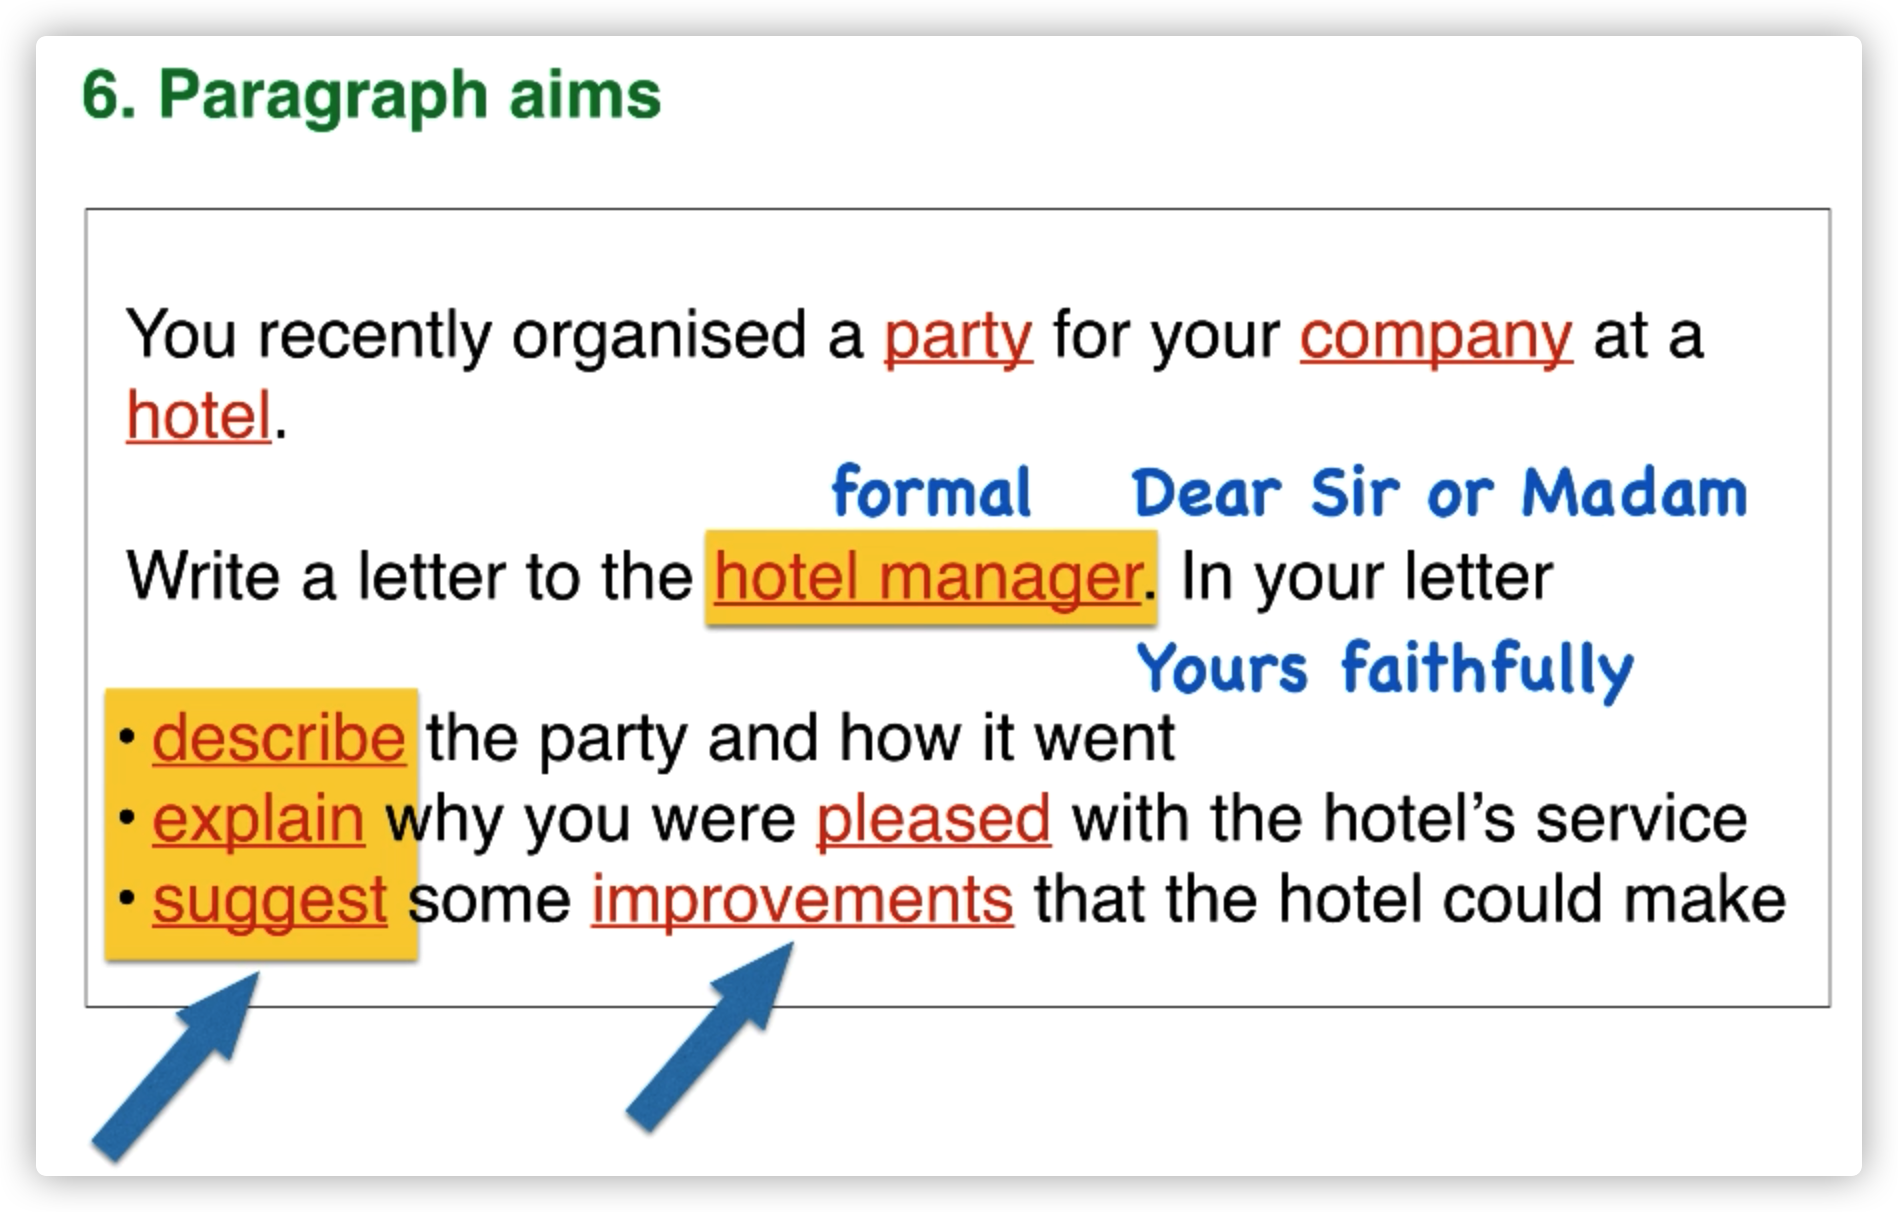 6. Paragraph aims
You recently organised a party for your company at a
hotel.
formal Dear Sir or Madam
Write a letter to the hotel manager. In your letter
Yours faithfully
• describe the party and how it went
• explain why you were pleased with the hotel’s service
• suggest some improvements that the hotel could make